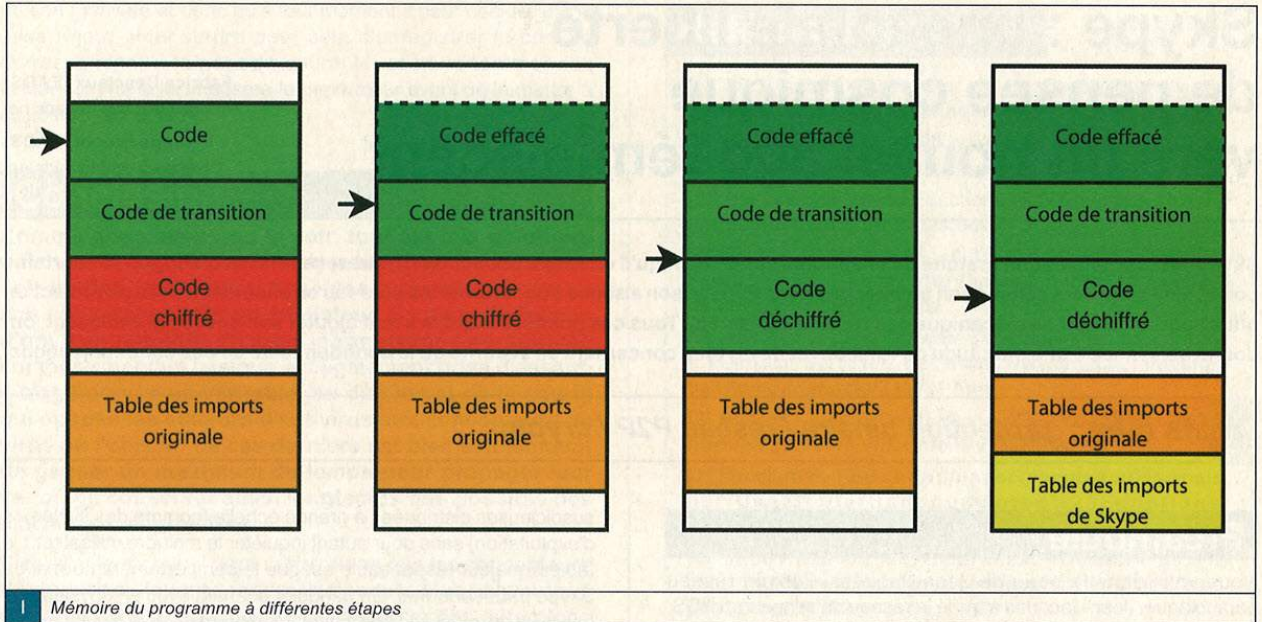 Code
Code de transition
Code
chiffré
Table des imports
originale
Code effacé
Code de transition
Code
chiffré
Table des imports
originale
Code effacé
Code de transition
Code
déchiffré
Table des imports
originale
Code effacé
Code de transition
Code
déchiffré
Table des imports
originale
Table des imports
de Skype
1 Mémoire du programme à différentes étapes